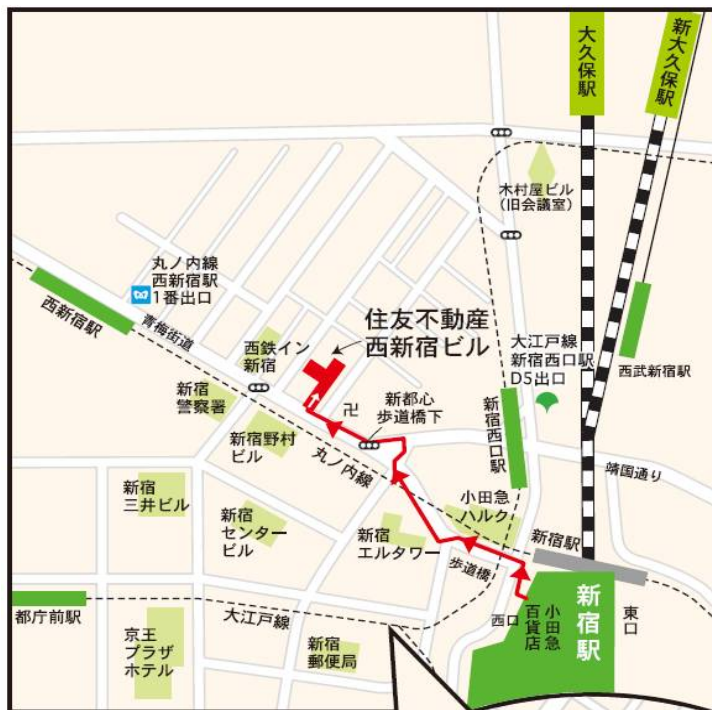 大久保駅
新大久保駅
木村屋ビル
（旧会議室）
丸ノ内線
西新宿駅
1番出口
西新宿駅
青梅街道
住友不動産
西新宿ビル
西鉄イン
新宿
大江戸線
新宿西口駅
D5出口
西武新宿駅
新宿
警察署
卍
新都心
歩道橋下
新宿西口駅
新宿野村
ビル
丸ノ内線
靖国通り
新宿
三井ビル
新宿
センター
ビル
新宿
エルタワー
小田急
ハルク
新宿駅
歩道橋
都庁前駅
大江戸線
西口
小田急
百貨店
新宿駅
東口
京王
プラザ
ホテル
新宿
郵便局